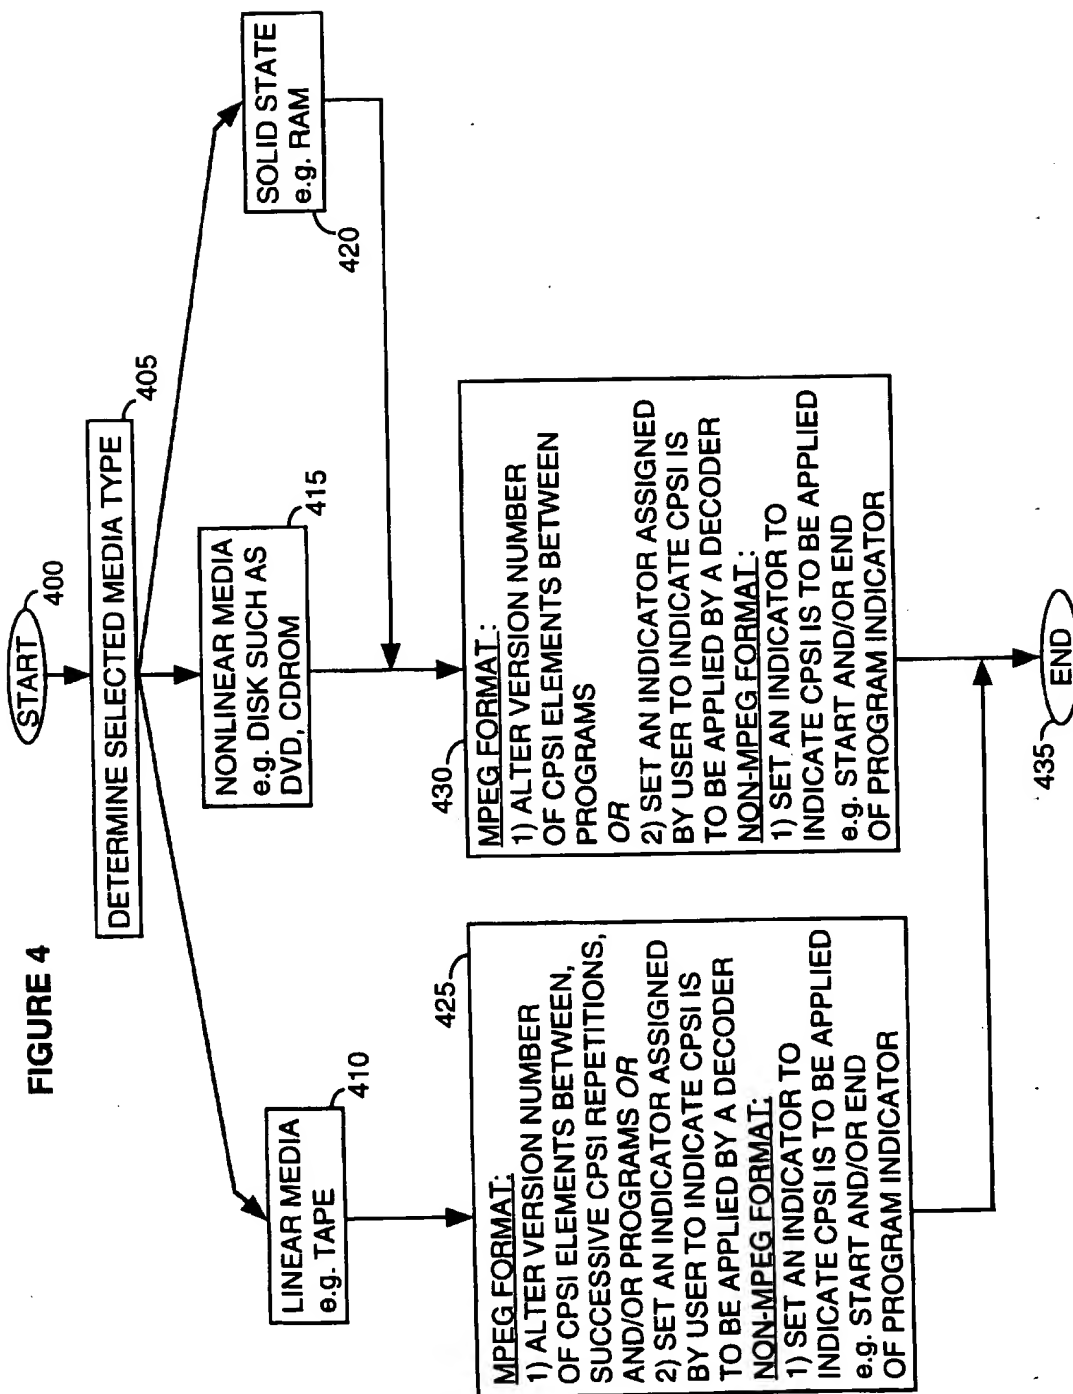 FIGURE 4
START
400
DETERMINE SELECTED MEDIA TYPE
405
LINEAR MEDIA
e.g. TAPE
410
NONLINEAR MEDIA
e.g. DISK SUCH AS
DVD, CDROM
415
SOLID STATE
e.g. RAM
420
MPEG FORMAT:
1) ALTER VERSION NUMBER
OF CPSI ELEMENTS BETWEEN,
SUCCESSIVE CPSI REPETITIONS,
AND/OR PROGRAMS OR
2) SET AN INDICATOR ASSIGNED
BY USER TO INDICATE CPSI IS
TO BE APPLIED BY A DECODER
NON-MPEG FORMAT:
1) SET AN INDICATOR TO
INDICATE CPSI IS TO BE APPLIED
e.g. START AND/OR END
OF PROGRAM INDICATOR
425
430
MPEG FORMAT :
1) ALTER VERSION NUMBER
OF CPSI ELEMENTS BETWEEN
PROGRAMS
OR
2) SET AN INDICATOR ASSIGNED
BY USER TO INDICATE CPSI IS
TO BE APPLIED BY A DECODER
NON-MPEG FORMAT:
1) SET AN INDICATOR TO
INDICATE CPSI IS TO BE APPLIED
e.g. START AND/OR END
OF PROGRAM INDICATOR
435
END